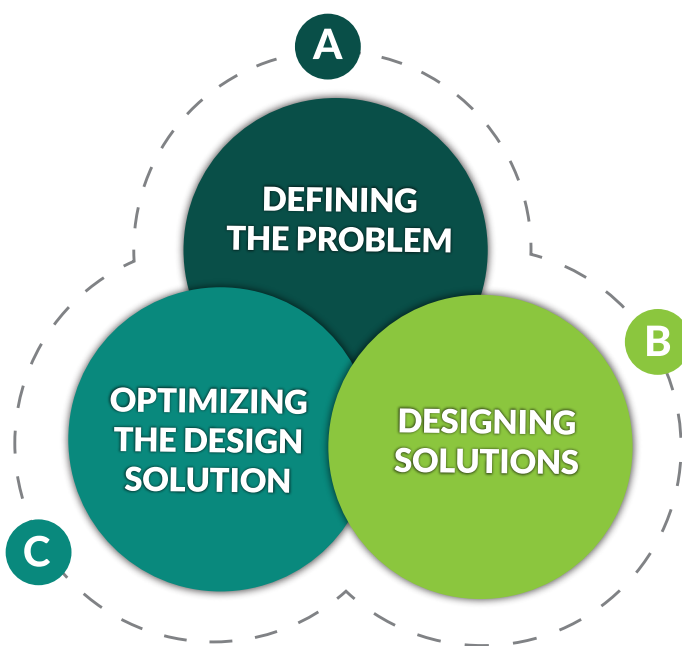 A
DEFINING
THE PROBLEM
B
DESIGNING
SOLUTIONS
C
OPTIMIZING
THE DESIGN
SOLUTION